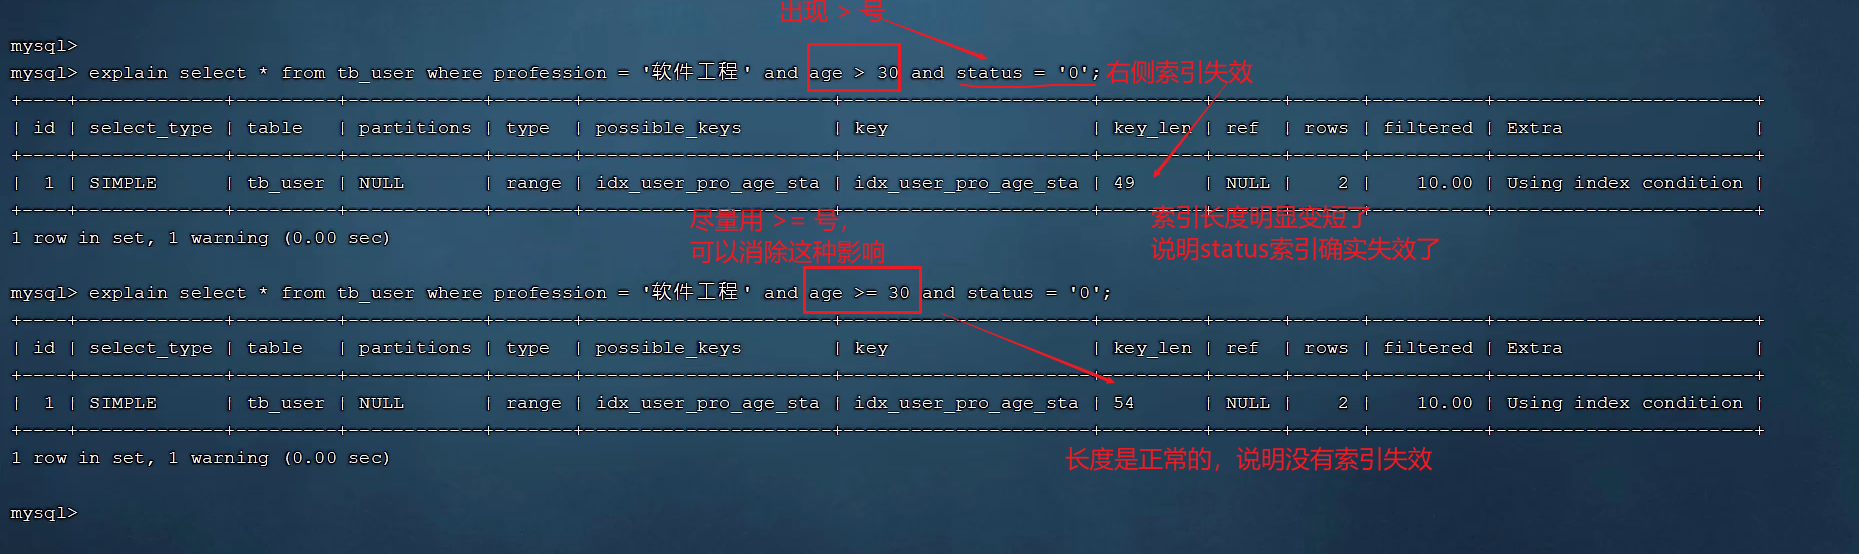 出现 > 号
mysql>
mysql> explain select * from tb_user where profession = '软件工程' and age > 30 and status = '0'; 右侧索引失效
+----+-------------+---------+------------+-------+----------------------+----------------------+---------+------+------+----------+-----------------------+
| id | select_type | table   | partitions | type  | possible_keys        | key                  | key_len | ref  | rows | filtered | Extra                 |
+----+-------------+---------+------------+-------+----------------------+----------------------+---------+------+------+----------+-----------------------+
|  1 | SIMPLE      | tb_user | NULL       | range | idx_user_pro_age_sta | idx_user_pro_age_sta | 49      | NULL |    2 |    10.00 | Using index condition |
+----+-------------+---------+------------+-------+----------------------+----------------------+---------+------+------+----------+-----------------------+
1 row in set, 1 warning (0.00 sec)
尽量用 >= 号，
可以消除这种影响
索引长度明显变短了
说明status索引确实失效了
mysql> explain select * from tb_user where profession = '软件工程' and age >= 30 and status = '0';
+----+-------------+---------+------------+-------+----------------------+----------------------+---------+------+------+----------+-----------------------+
| id | select_type | table   | partitions | type  | possible_keys        | key                  | key_len | ref  | rows | filtered | Extra                 |
+----+-------------+---------+------------+-------+----------------------+----------------------+---------+------+------+----------+-----------------------+
|  1 | SIMPLE      | tb_user | NULL       | range | idx_user_pro_age_sta | idx_user_pro_age_sta | 54      | NULL |    2 |    10.00 | Using index condition |
+----+-------------+---------+------------+-------+----------------------+----------------------+---------+------+------+----------+-----------------------+
1 row in set, 1 warning (0.00 sec)
长度是正常的，说明没有索引失效
mysql>